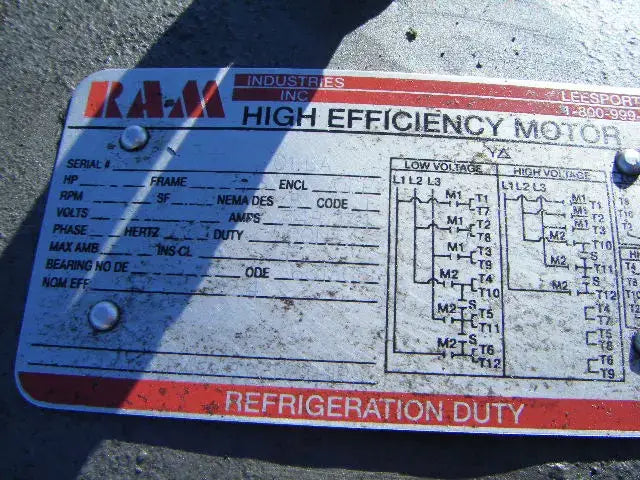 RA-M
INDUSTRIES
INC
LEESPORT
1-800-999-
HIGH EFFICIENCY MOTOR
SERIAL #
HP FRAME ENCL
RPM SF NEMA DES CODE
VOLTS AMPS
PHASE HERTZ DUTY
MAX AMB INS CL
BEARING NO DE ODE
NOM EFF
YΔ
LOW VOLTAGE
L1 L2 L3
M1 T1
T7
M1 T2
T8
M1 T3
T9
M2 T4
T10
S
M2 T5
T11
S
M2 T6
T12
HIGH VOLTAGE
L1 L2 L3
M1 T1
M1 T2
M1 T3
M2 T10
S
M2 T11
S
M2 T12
T4
T7
T5
T8
T6
T9
REFRIGERATION DUTY